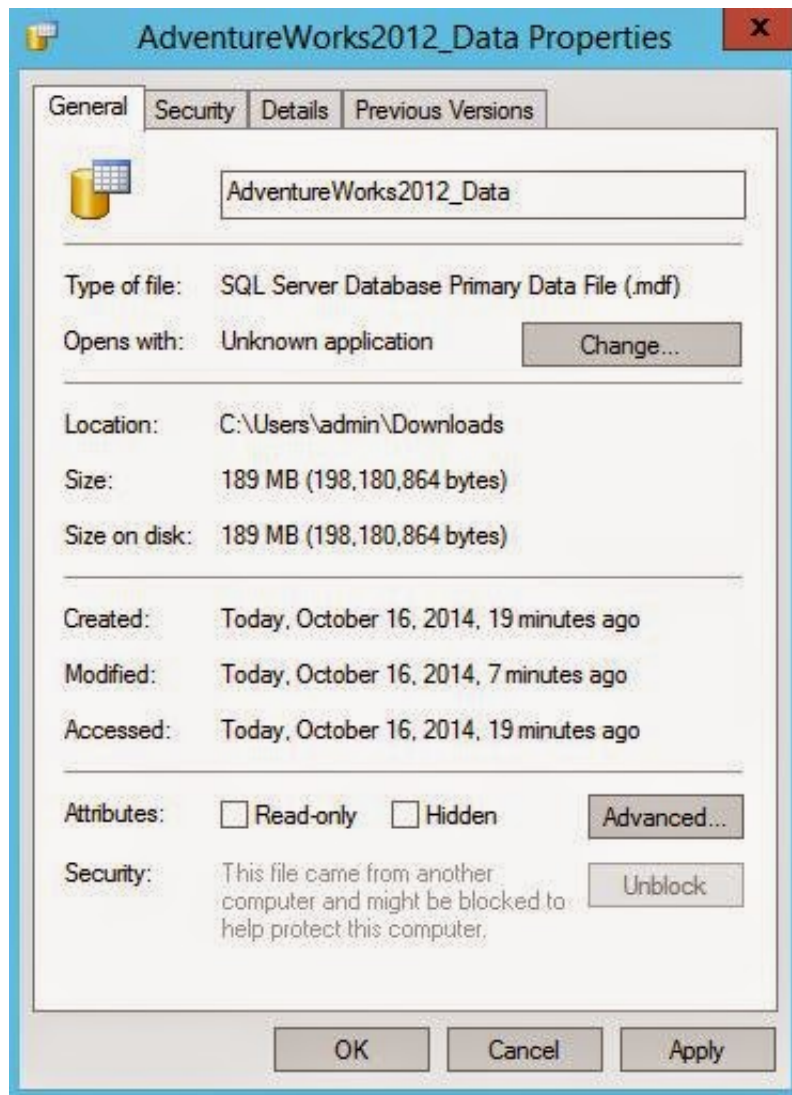 AdventureWorks2012_Data Properties
x
General Security Details Previous Versions
AdventureWorks2012_Data
Type of file: SQL Server Database Primary Data File (.mdf)
Opens with: Unknown application Change...
Location: C:\Users\admin\Downloads
Size: 189 MB (198,180,864 bytes)
Size on disk: 189 MB (198,180,864 bytes)
Created: Today, October 16, 2014, 19 minutes ago
Modified: Today, October 16, 2014, 7 minutes ago
Accessed: Today, October 16, 2014, 19 minutes ago
Attributes: Read-only Hidden Advanced...
Security: This file came from another
computer and might be blocked to
help protect this computer.
Unblock
OK Cancel Apply